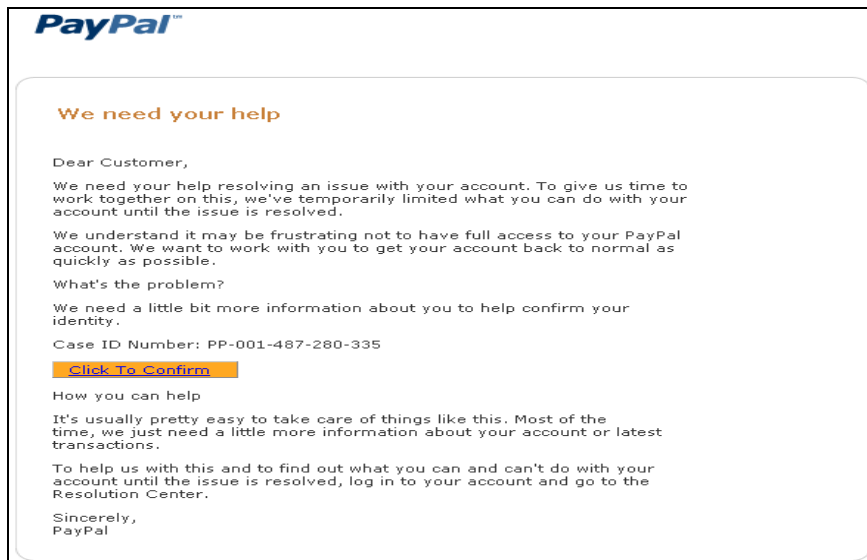 PayPal™
We need your help
Dear Customer,
We need your help resolving an issue with your account. To give us time to
work together on this, we've temporarily limited what you can do with your
account until the issue is resolved.
We understand it may be frustrating not to have full access to your PayPal
account. We want to work with you to get your account back to normal as
quickly as possible.
What's the problem?
We need a little bit more information about you to help confirm your
identity.
Case ID Number: PP-001-487-280-335
Click To Confirm
How you can help
It's usually pretty easy to take care of things like this. Most of the
time, we just need a little more information about your account or latest
transactions.
To help us with this and to find out what you can and can't do with your
account until the issue is resolved, log in to your account and go to the
Resolution Center.
Sincerely,
PayPal